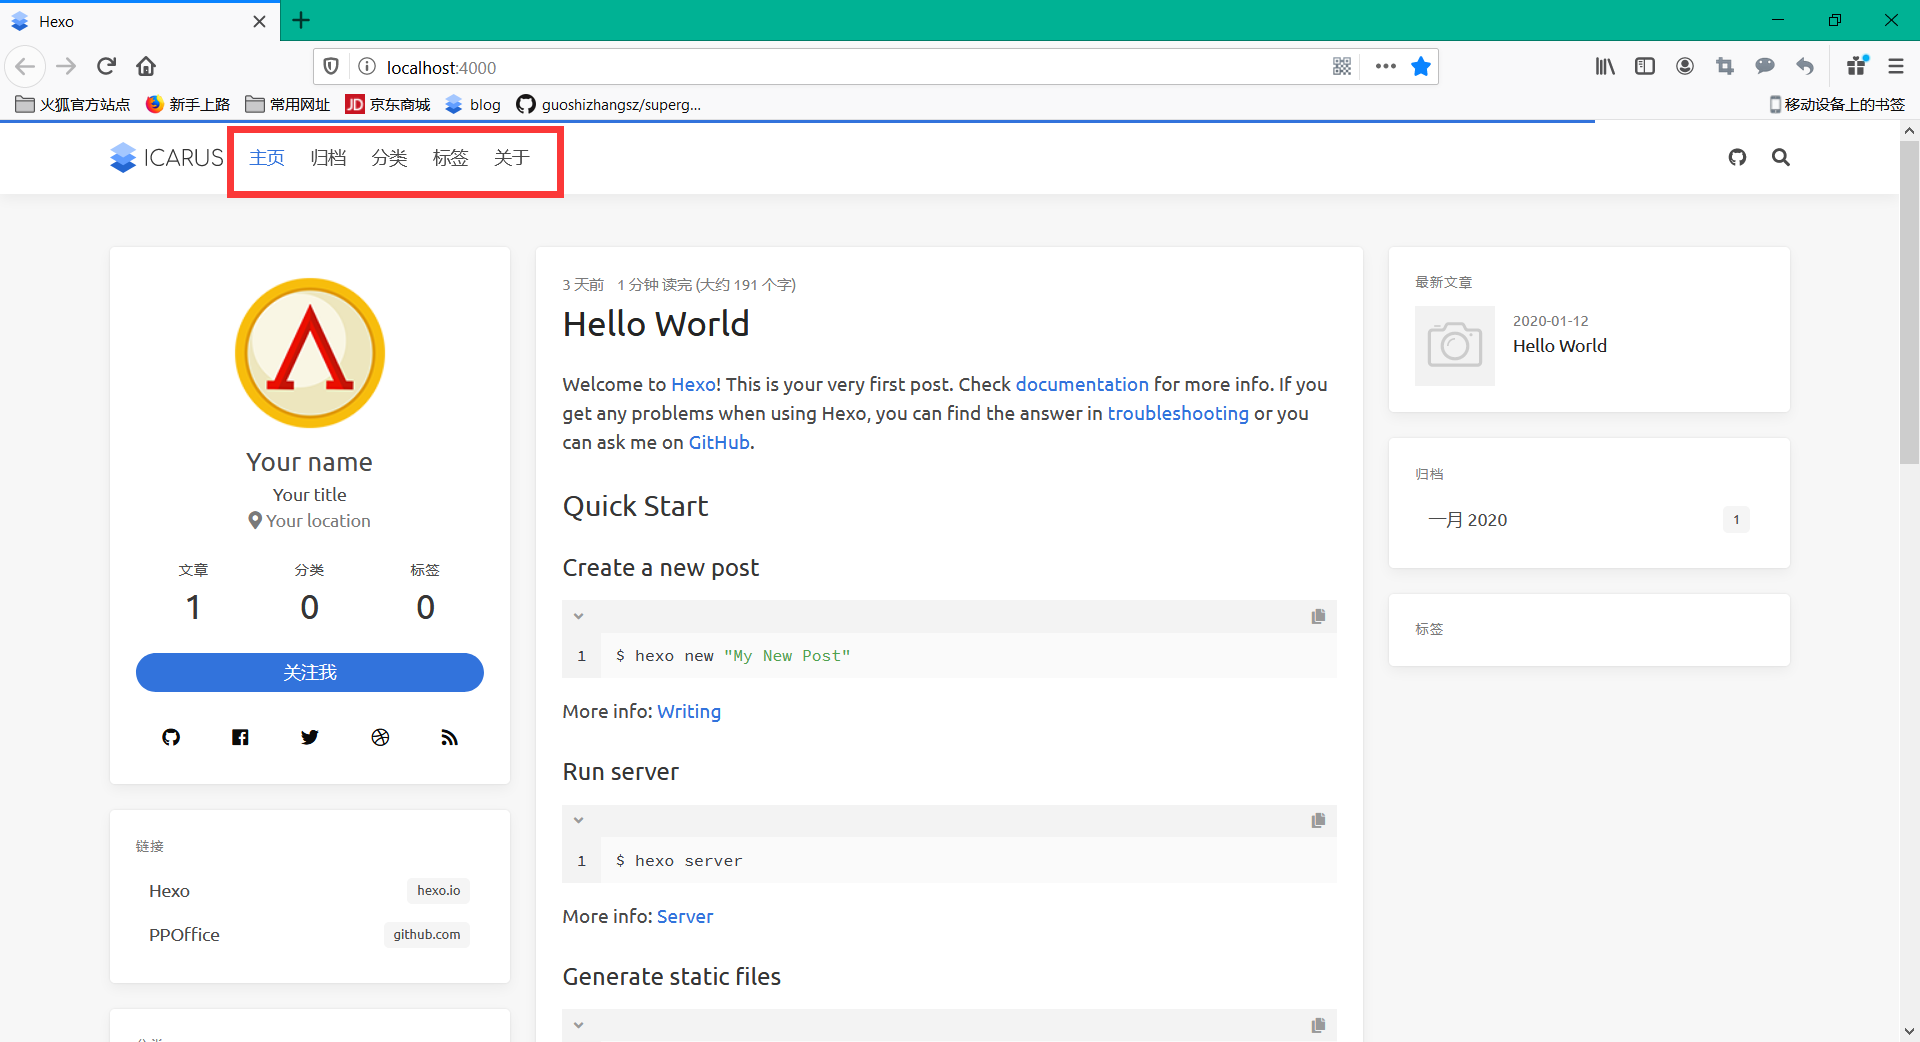 Hexo
localhost:4000
火狐官方站点 新手上路 常用网址 JD 京东商城 blog guoshizhangsz/superg... 移动设备上的书签
ICARUS 主页 归档 分类 标签 关于
Your name
Your title
Your location
文章 分类 标签
1 0 0
关注我
链接
Hexo hexo.io
PPOffice github.com
3 天前 1 分钟 读完 (大约 191 个字)
Hello World
Welcome to Hexo! This is your very first post. Check documentation for more info. If you
get any problems when using Hexo, you can find the answer in troubleshooting or you
can ask me on GitHub.
Quick Start
Create a new post
1 $ hexo new "My New Post"
More info: Writing
Run server
1 $ hexo server
More info: Server
Generate static files
最新文章
2020-01-12
Hello World
归档
一月 2020 1
标签